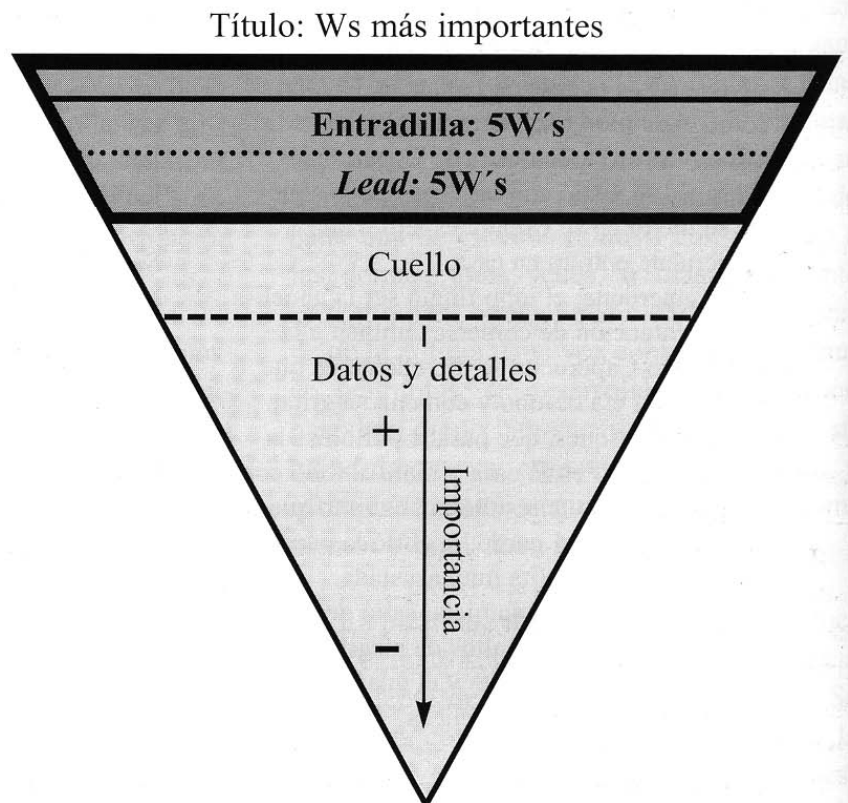 Título: Ws más importantes
Entradilla: 5W´s
Lead: 5W´s
Cuello
Datos y detalles
+
Importancia
-